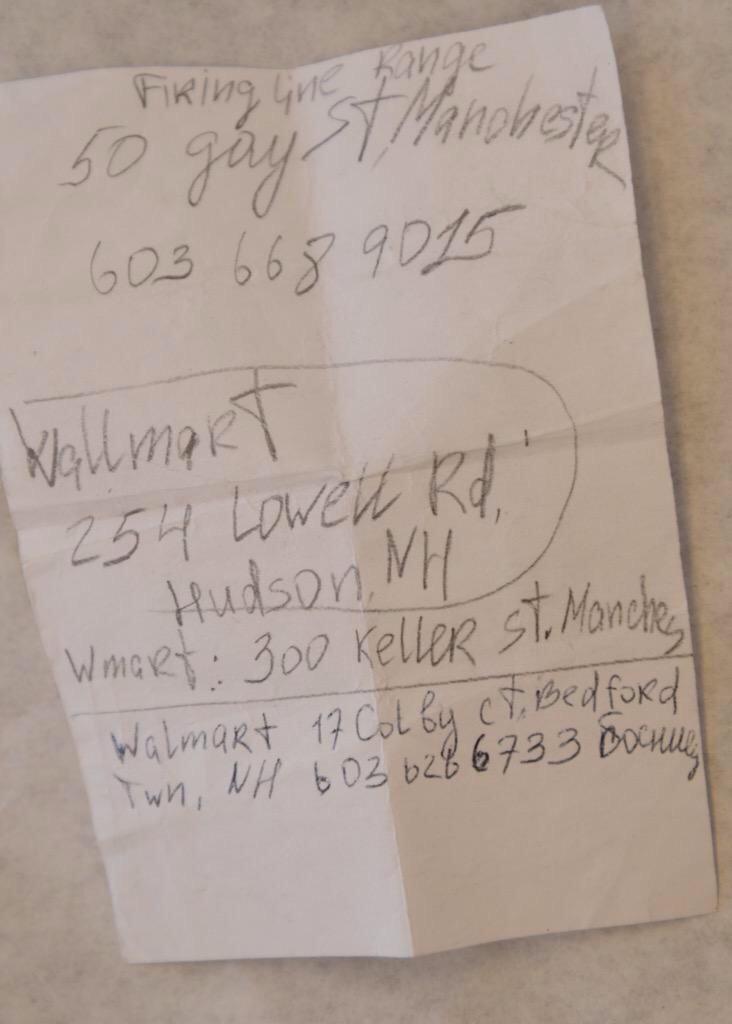 Firing Line Range
50 gay St, Manchester
603 668 9015
Wallmart
254 Lowell Rd,
Hudson, NH
Wmart: 300 Keller st. Manches
Walmart 17 Colby ct, Bedford
Twn, NH 603 626 6733